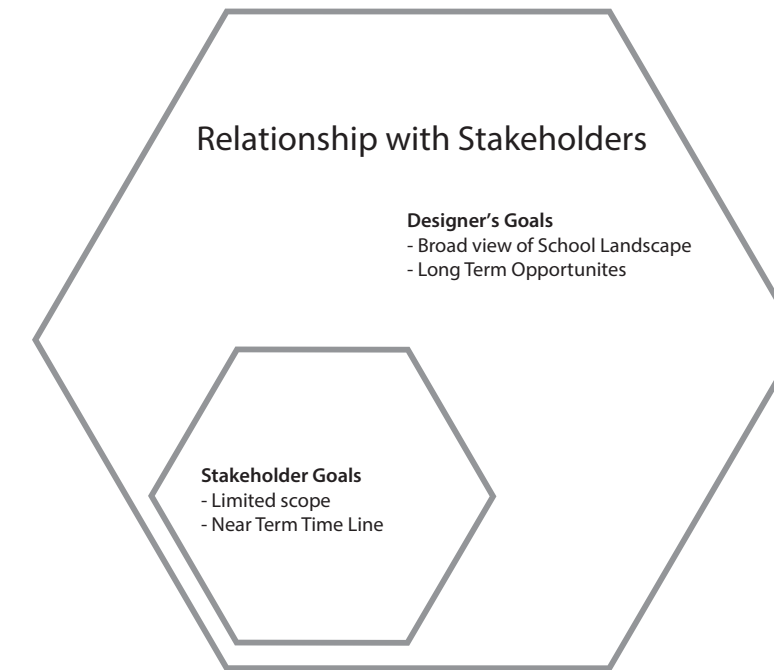 Relationship with Stakeholders
Designer's Goals
- Broad view of School Landscape
- Long Term Opportunites
Stakeholder Goals
- Limited scope
- Near Term Time Line